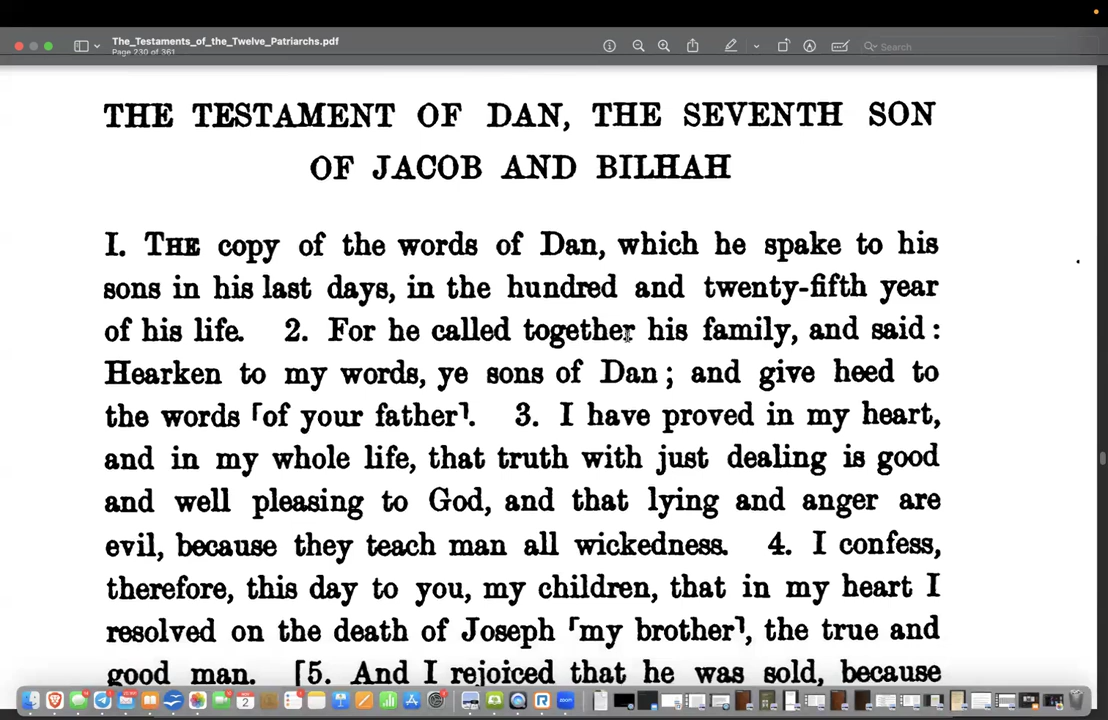 The_Testaments_of_the_Twelve_Patriarchs.pdf
Page 230 of 361
Search
THE TESTAMENT OF DAN, THE SEVENTH SON
OF JACOB AND BILHAH
I. THE copy of the words of Dan, which he spake to his
sons in his last days, in the hundred and twenty-fifth year
of his life. 2. For he called together his family, and said :
Hearken to my words, ye sons of Dan ; and give heed to
the words ⌜of your father⌝. 3. I have proved in my heart,
and in my whole life, that truth with just dealing is good
and well pleasing to God, and that lying and anger are
evil, because they teach man all wickedness. 4. I confess,
therefore, this day to you, my children, that in my heart I
resolved on the death of Joseph ⌜my brother⌝, the true and
good man. [5. And I rejoiced that he was sold, because
zoom